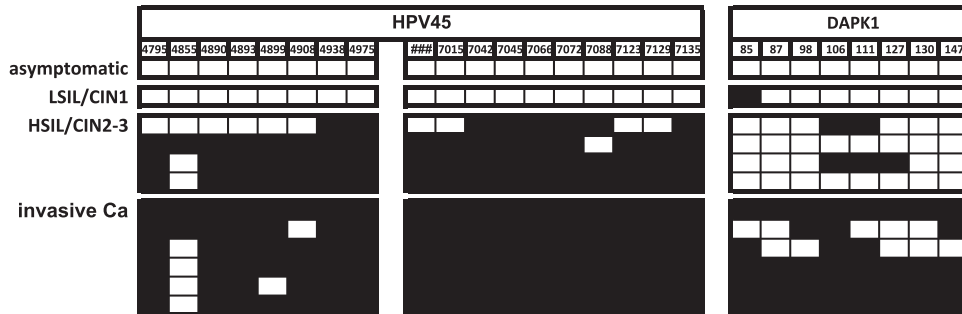 HPV45 DAPK1
4795 4855 4890 4893 4899 4908 4938 4975 ### 7015 7042 7045 7066 7072 7088 7123 7129 7135 85 87 98 106 111 127 130 147
asymptomatic
LSIL/CIN1
HSIL/CIN2-3
invasive Ca